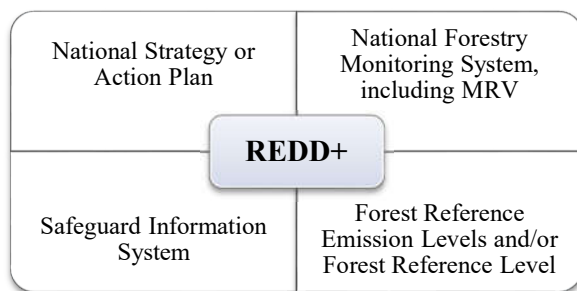 National Strategy or
Action Plan
National Forestry
Monitoring System,
including MRV
REDD+
Safeguard Information
System
Forest Reference
Emission Levels and/or
Forest Reference Level